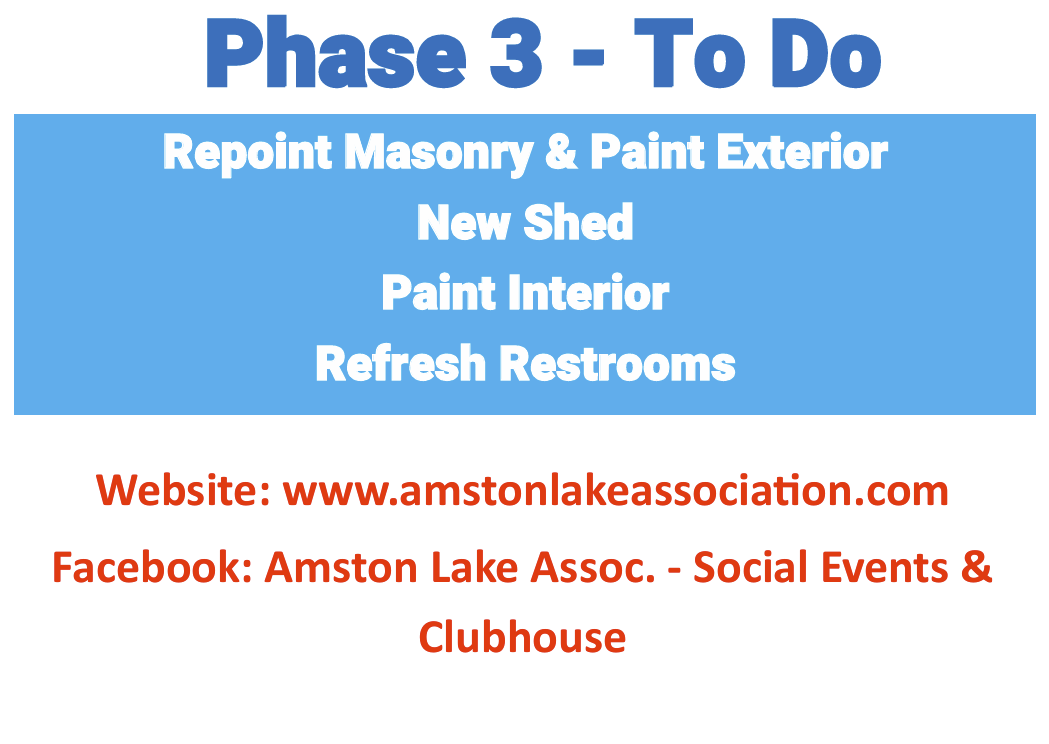 Phase 3 - To Do
Repoint Masonry & Paint Exterior
New Shed
Paint Interior
Refresh Restrooms
Website: www.amstonlakeassociation.com
Facebook: Amston Lake Assoc. - Social Events &
Clubhouse